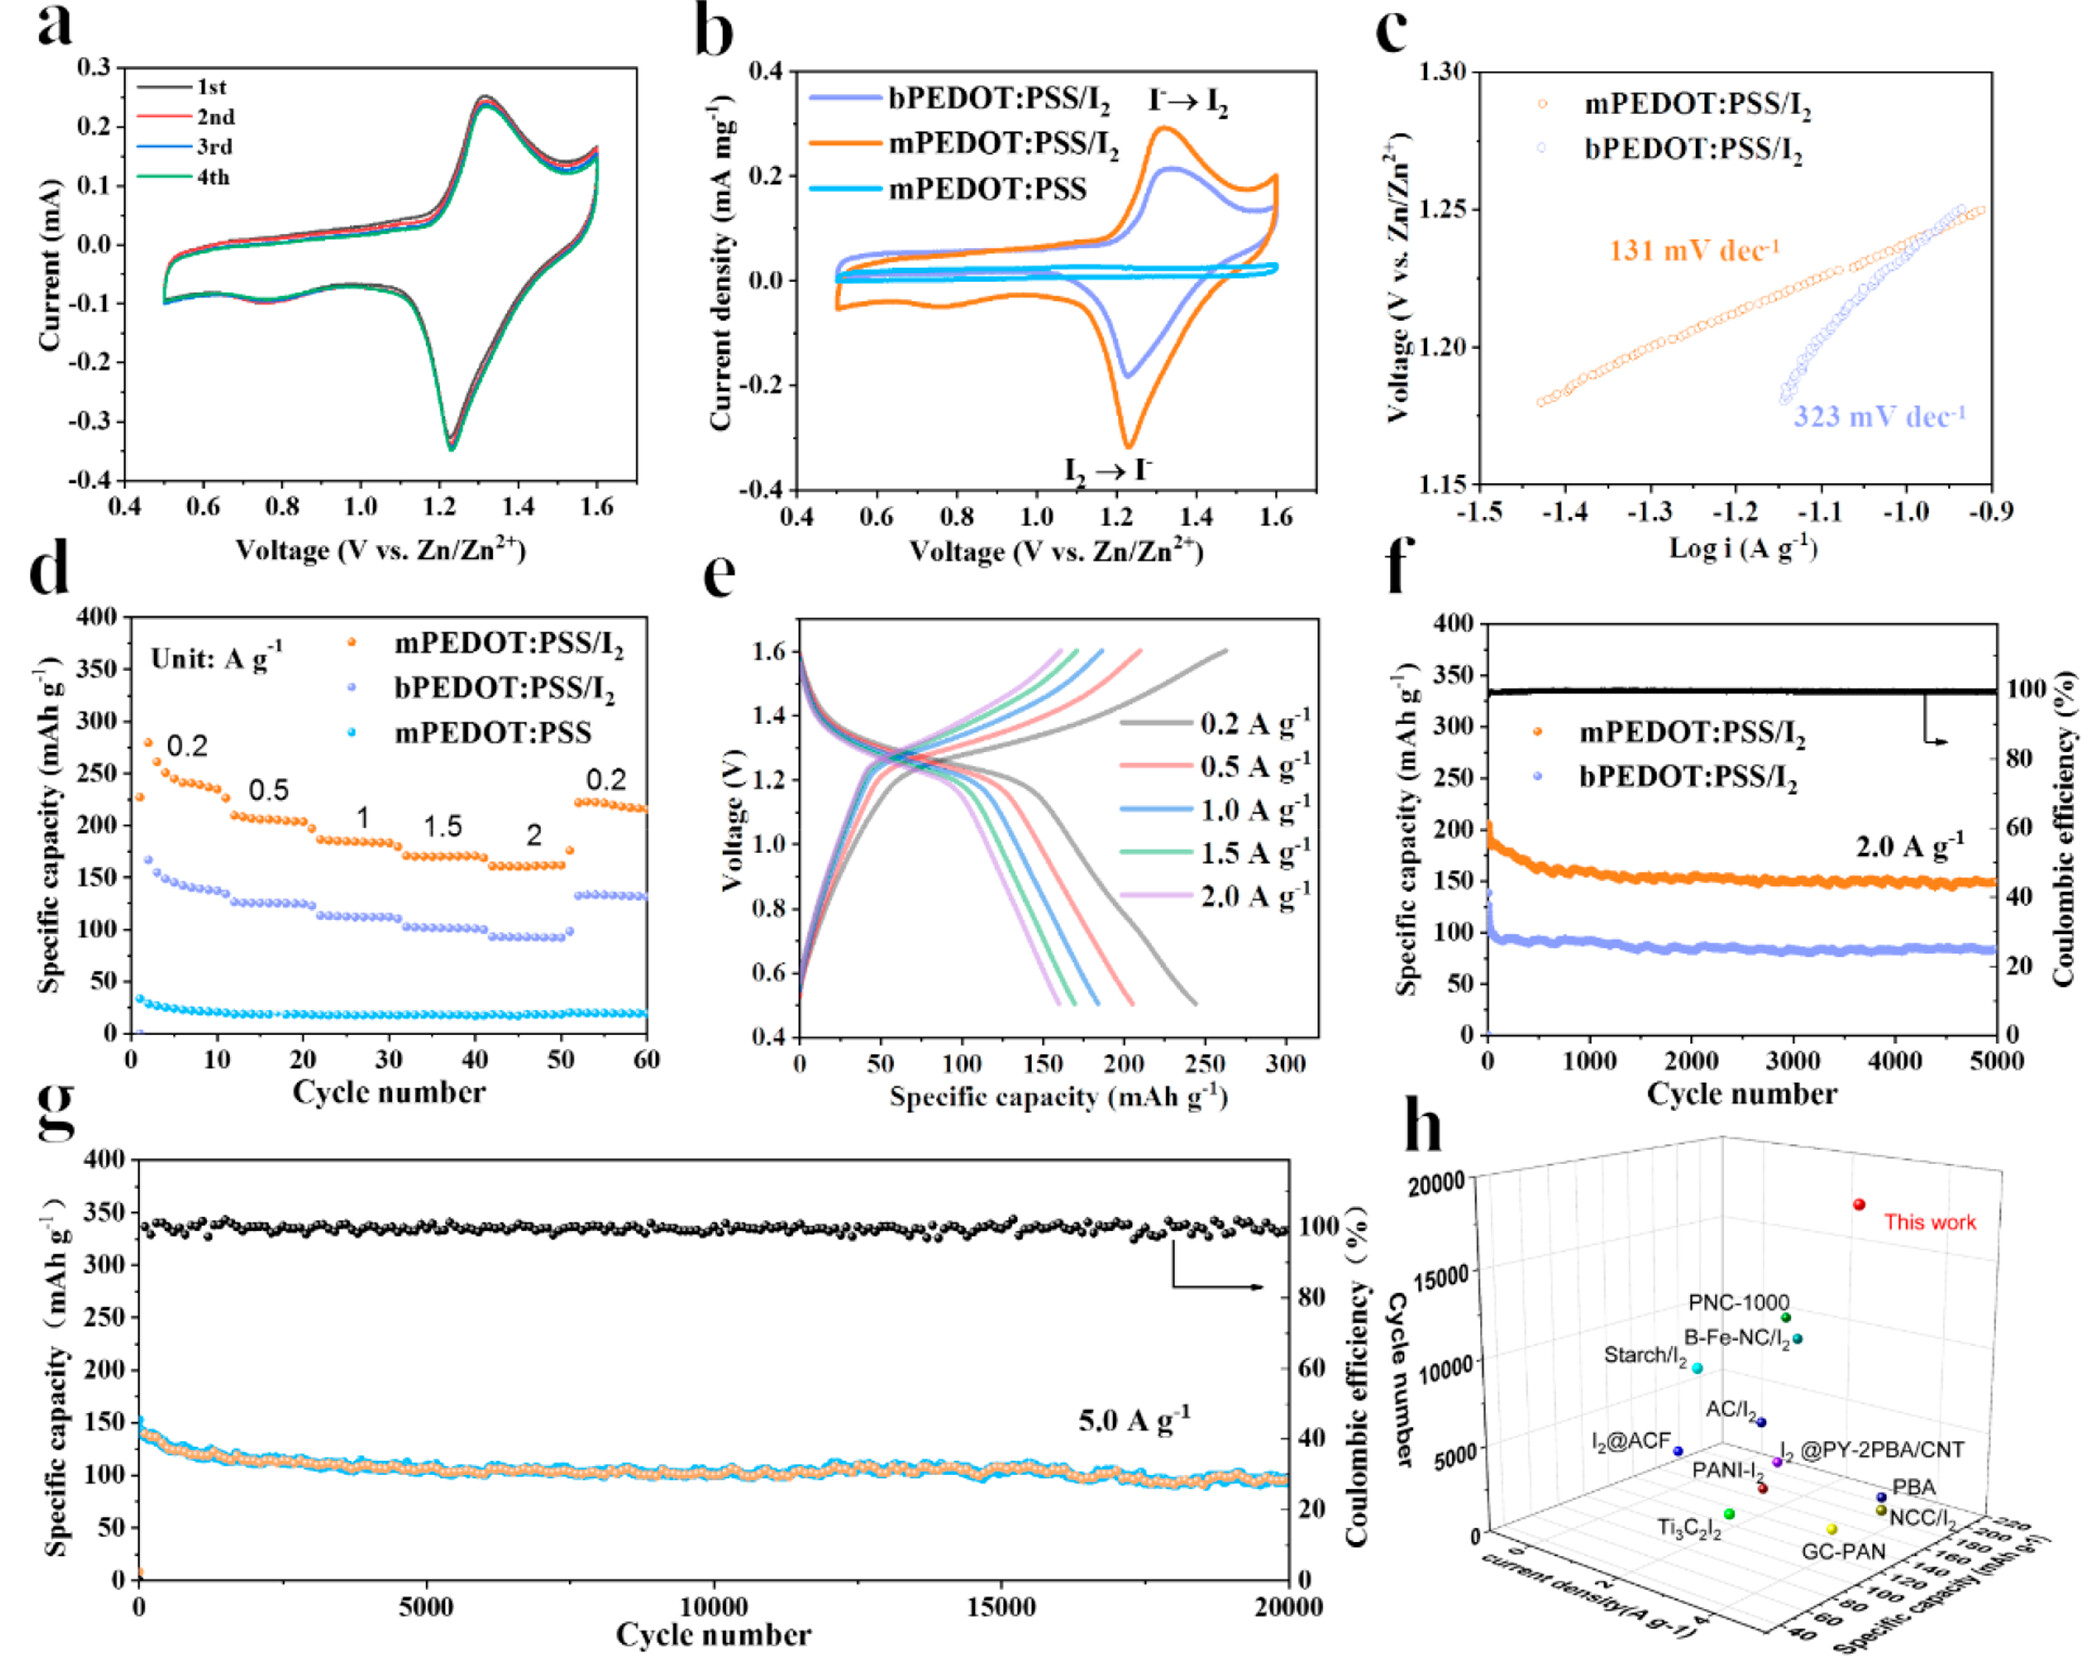 a
0.3
0.2
0.1
0.0
-0.1
-0.2
-0.3
-0.4
0.4 0.6 0.8 1.0 1.2 1.4 1.6
Current (mA)
Voltage (V vs. Zn/Zn²⁺)
1st
2nd
3rd
4th
b
0.4
0.2
0.0
-0.2
-0.4
0.4 0.6 0.8 1.0 1.2 1.4 1.6
Current density (mA mg⁻¹)
Voltage (V vs. Zn/Zn²⁺)
bPEDOT:PSS/I₂
mPEDOT:PSS/I₂
mPEDOT:PSS
I⁻→ I₂
I₂ → I⁻
c
1.30
1.25
1.20
1.15
-1.5 -1.4 -1.3 -1.2 -1.1 -1.0 -0.9
Voltage (V vs. Zn/Zn²⁺)
Log i (A g⁻¹)
mPEDOT:PSS/I₂
bPEDOT:PSS/I₂
131 mV dec⁻¹
323 mV dec⁻¹
d
400
350
300
250
200
150
100
50
0
0 10 20 30 40 50 60
Specific capacity (mAh g⁻¹)
Cycle number
Unit: A g⁻¹
mPEDOT:PSS/I₂
bPEDOT:PSS/I₂
mPEDOT:PSS
0.2
0.5
1
1.5
2
0.2
e
1.6
1.4
1.2
1.0
0.8
0.6
0.4
0 50 100 150 200 250 300
Voltage (V)
Specific capacity (mAh g⁻¹)
0.2 A g⁻¹
0.5 A g⁻¹
1.0 A g⁻¹
1.5 A g⁻¹
2.0 A g⁻¹
f
400
350
300
250
200
150
100
50
0
0 1000 2000 3000 4000 5000
100
80
60
40
20
0
Specific capacity (mAh g⁻¹)
Coulombic efficiency (%)
Cycle number
mPEDOT:PSS/I₂
bPEDOT:PSS/I₂
2.0 A g⁻¹
g
400
350
300
250
200
150
100
50
0
0 5000 10000 15000 20000
100
80
60
40
20
0
Specific capacity (mAh g⁻¹)
Coulombic efficiency (%)
Cycle number
5.0 A g⁻¹
h
20000
15000
10000
5000
0
Cycle number
0 2 4
current density(A g-1)
40 60 80 100 120 140 160 180 200 220
Specific capacity (mAh g⁻¹)
This work
PNC-1000
B-Fe-NC/I₂
Starch/I₂
AC/I₂
I₂@ACF
I₂ @PY-2PBA/CNT
PANI-I₂
PBA
NCC/I₂
Ti₃C₂I₂
GC-PAN